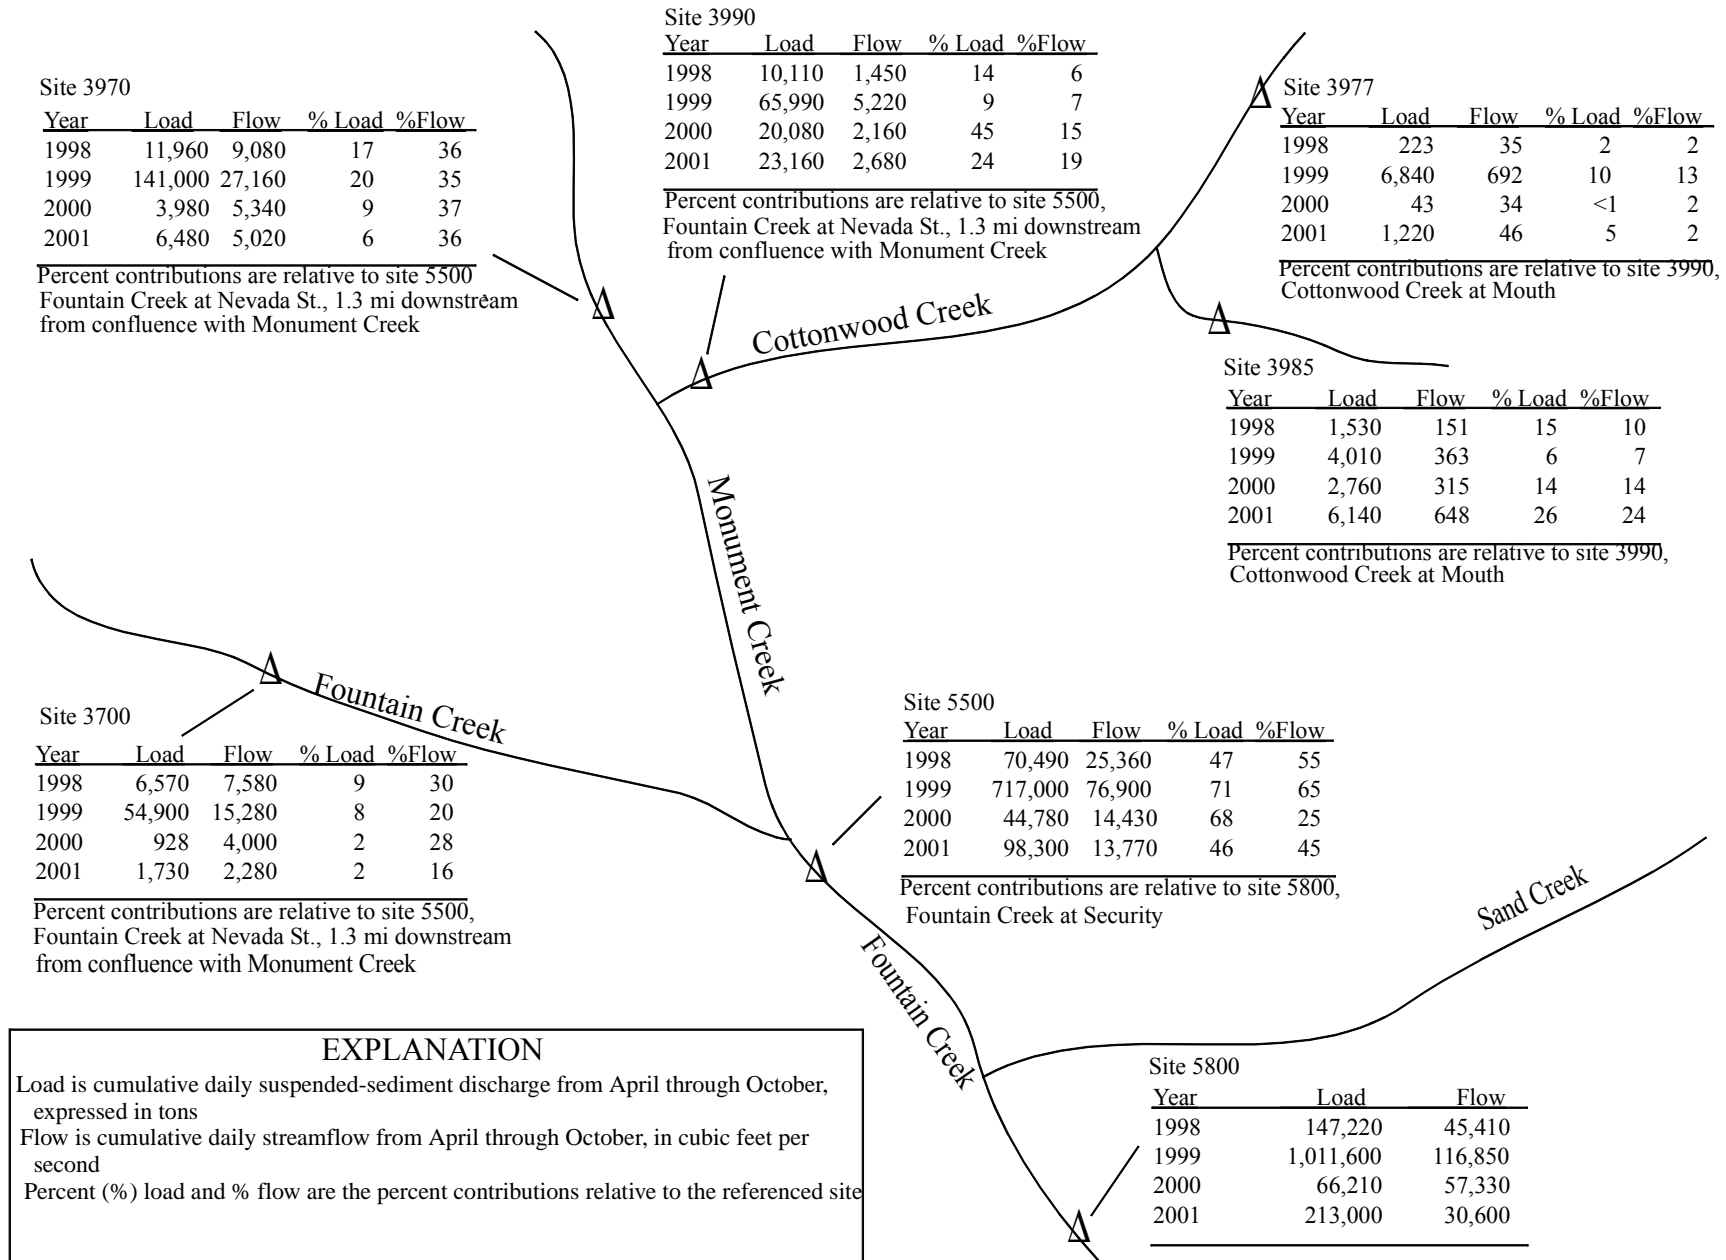 Site 3990
Year Load Flow % Load %Flow
1998 10,110 1,450 14 6
1999 65,990 5,220 9 7
2000 20,080 2,160 45 15
2001 23,160 2,680 24 19
Percent contributions are relative to site 5500,
Fountain Creek at Nevada St., 1.3 mi downstream
from confluence with Monument Creek
Site 3970
Year Load Flow % Load %Flow
1998 11,960 9,080 17 36
1999 141,000 27,160 20 35
2000 3,980 5,340 9 37
2001 6,480 5,020 6 36
Percent contributions are relative to site 5500
Fountain Creek at Nevada St., 1.3 mi downstream
from confluence with Monument Creek
Site 3977
Year Load Flow % Load %Flow
1998 223 35 2 2
1999 6,840 692 10 13
2000 43 34 <1 2
2001 1,220 46 5 2
Percent contributions are relative to site 3990,
Cottonwood Creek at Mouth
Cottonwood Creek
Site 3985
Year Load Flow % Load %Flow
1998 1,530 151 15 10
1999 4,010 363 6 7
2000 2,760 315 14 14
2001 6,140 648 26 24
Percent contributions are relative to site 3990,
Cottonwood Creek at Mouth
Monument Creek
Fountain Creek
Site 3700
Year Load Flow % Load %Flow
1998 6,570 7,580 9 30
1999 54,900 15,280 8 20
2000 928 4,000 2 28
2001 1,730 2,280 2 16
Percent contributions are relative to site 5500,
Fountain Creek at Nevada St., 1.3 mi downstream
from confluence with Monument Creek
Site 5500
Year Load Flow % Load %Flow
1998 70,490 25,360 47 55
1999 717,000 76,900 71 65
2000 44,780 14,430 68 25
2001 98,300 13,770 46 45
Percent contributions are relative to site 5800,
Fountain Creek at Security
Sand Creek
Fountain Creek
Site 5800
Year Load Flow
1998 147,220 45,410
1999 1,011,600 116,850
2000 66,210 57,330
2001 213,000 30,600
EXPLANATION
Load is cumulative daily suspended-sediment discharge from April through October,
expressed in tons
Flow is cumulative daily streamflow from April through October, in cubic feet per
second
Percent (%) load and % flow are the percent contributions relative to the referenced site